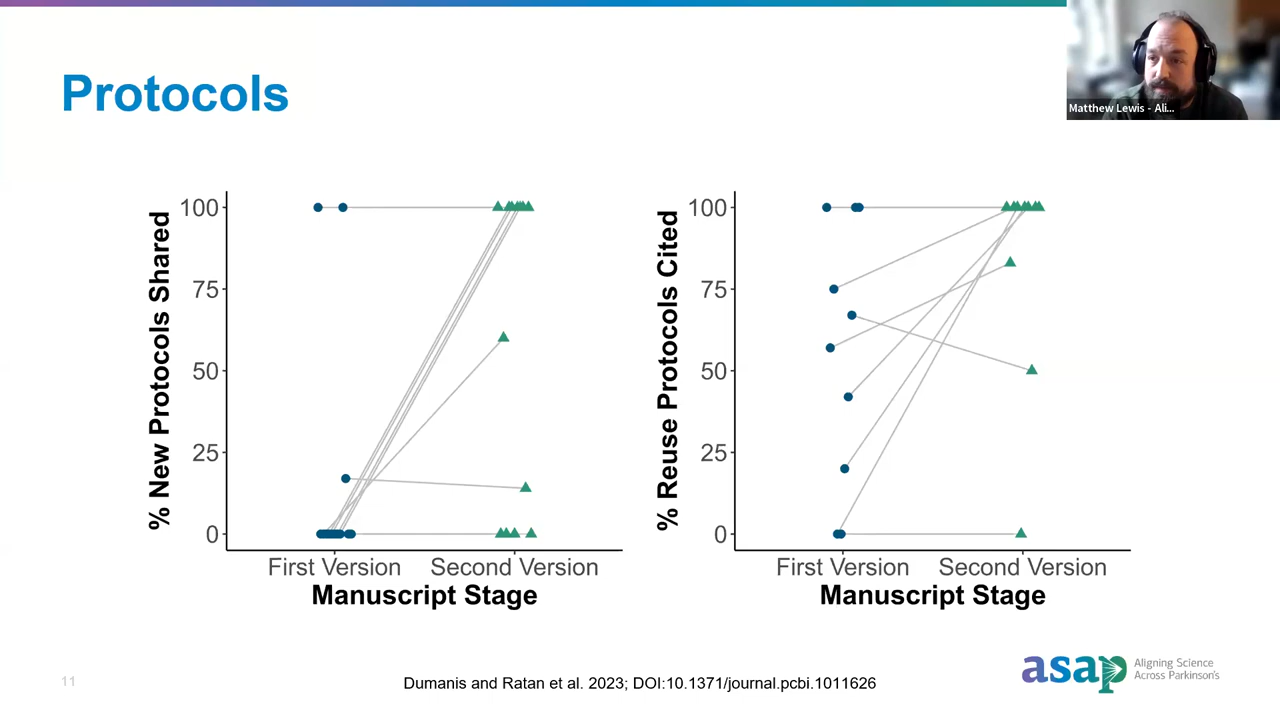 Protocols
Matthew Lewis - Ali...
% New Protocols Shared
100
75
50
25
0
First Version
Second Version
Manuscript Stage
% Reuse Protocols Cited
100
75
50
25
0
First Version
Second Version
Manuscript Stage
11
Dumanis and Ratan et al. 2023; DOI:10.1371/journal.pcbi.1011626
asap
Aligning Science
Across Parkinson's